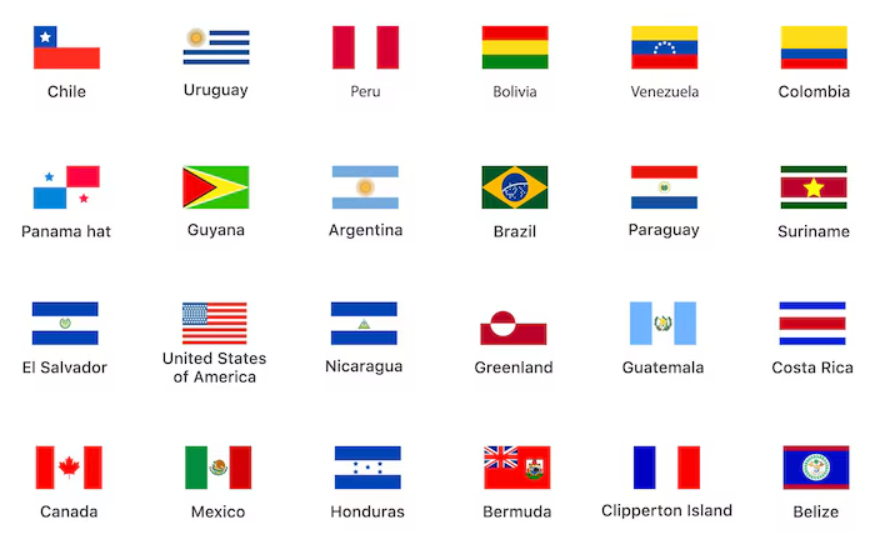 Chile
Uruguay
Peru
Bolivia
Venezuela
Colombia
Panama hat
Guyana
Argentina
Brazil
Paraguay
Suriname
El Salvador
United States
of America
Nicaragua
Greenland
Guatemala
Costa Rica
Canada
Mexico
Honduras
Bermuda
Clipperton Island
Belize